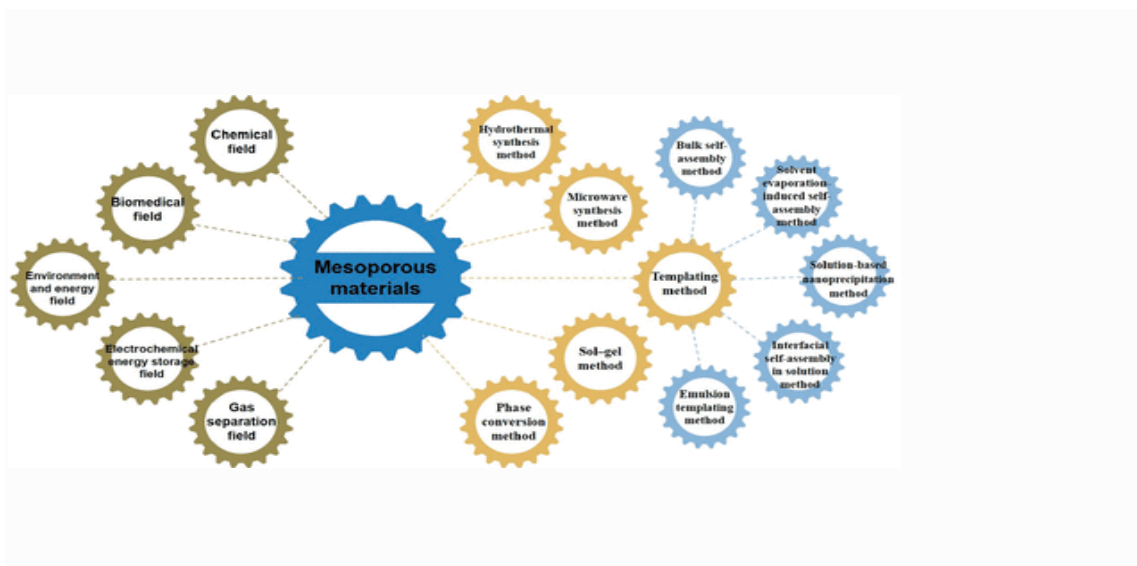 Chemical
field
Biomedical
field
Environment
and energy
field
Electrochemical
energy storage
field
Gas
separation
field
Mesoporous
materials
Hydrothermal
synthesis
method
Microwave
synthesis
method
Templating
method
Sol–gel
method
Phase
conversion
method
Bulk self-
assembly
method
Solvent
evaporation-
induced self-
assembly
method
Solution-based
nanoprecipitation
method
Interfacial
self-assembly
in solution
method
Emulsion
templating
method